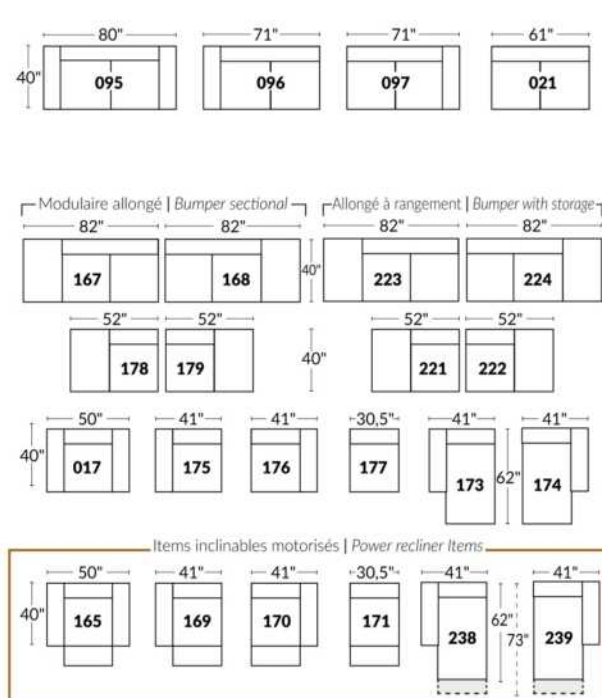 80" 71" 71" 61"
40" 095 096 097 021
Modulaire allongé | Bumper sectional Allongé à rangement | Bumper with storage
82" 82" 82" 82"
167 168 40" 223 224
52" 52" 52" 52"
178 179 40" 221 222
50" 41" 41" 30,5" 41" 41"
40" 017 175 176 177 173 62" 174
Items inclinables motorisés | Power recliner Items
50" 41" 41" 30,5" 41" 41"
40" 165 169 170 171 238 62" 73" 239